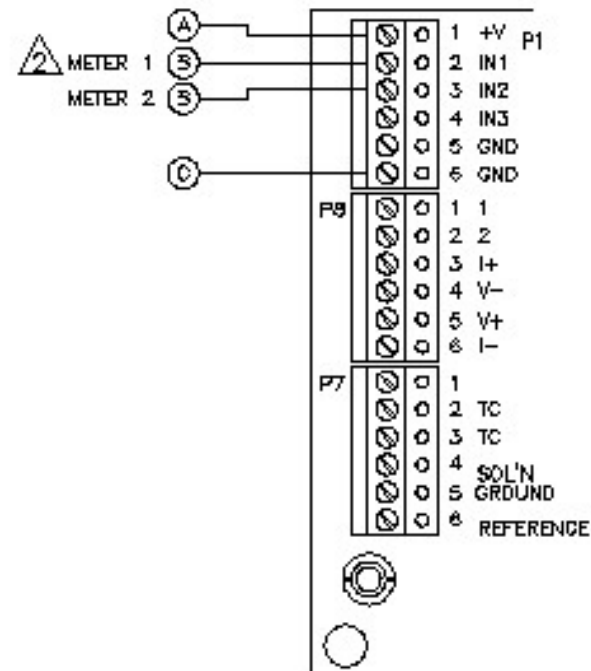 A
2 METER 1 B
METER 2 B
C
P1
1 +V
2 IN1
3 IN2
4 IN3
5 GND
6 GND
P8
1 1
2 2
3 I+
4 V-
5 V+
6 I-
P7
1
2 TC
3 TC
4 SOL'N
5 GROUND
6 REFERENCE